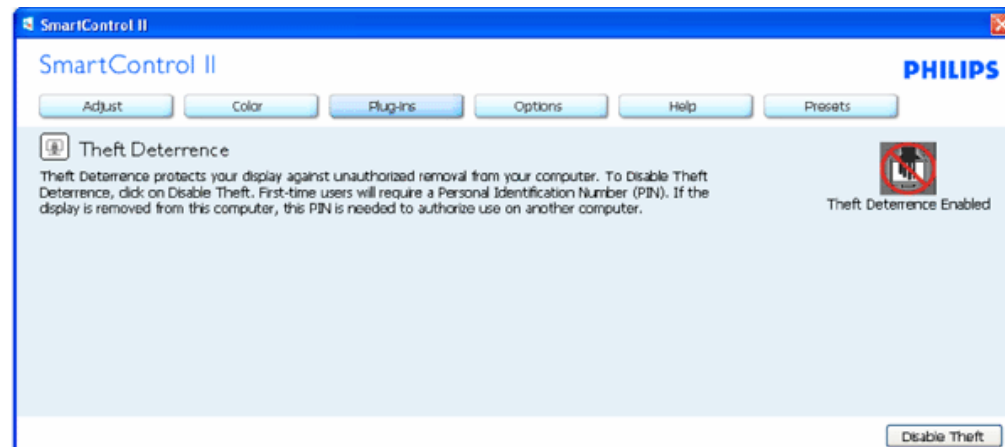 SmartControl II
SmartControl II
PHILIPS
Adjust Color Plug-Ins Options Help Presets
Theft Deterrence
Theft Deterrence protects your display against unauthorized removal from your computer. To Disable Theft
Deterrence, click on Disable Theft. First-time users will require a Personal Identification Number (PIN). If the
display is removed from this computer, this PIN is needed to authorize use on another computer.
Theft Deterrence Enabled
Disable Theft